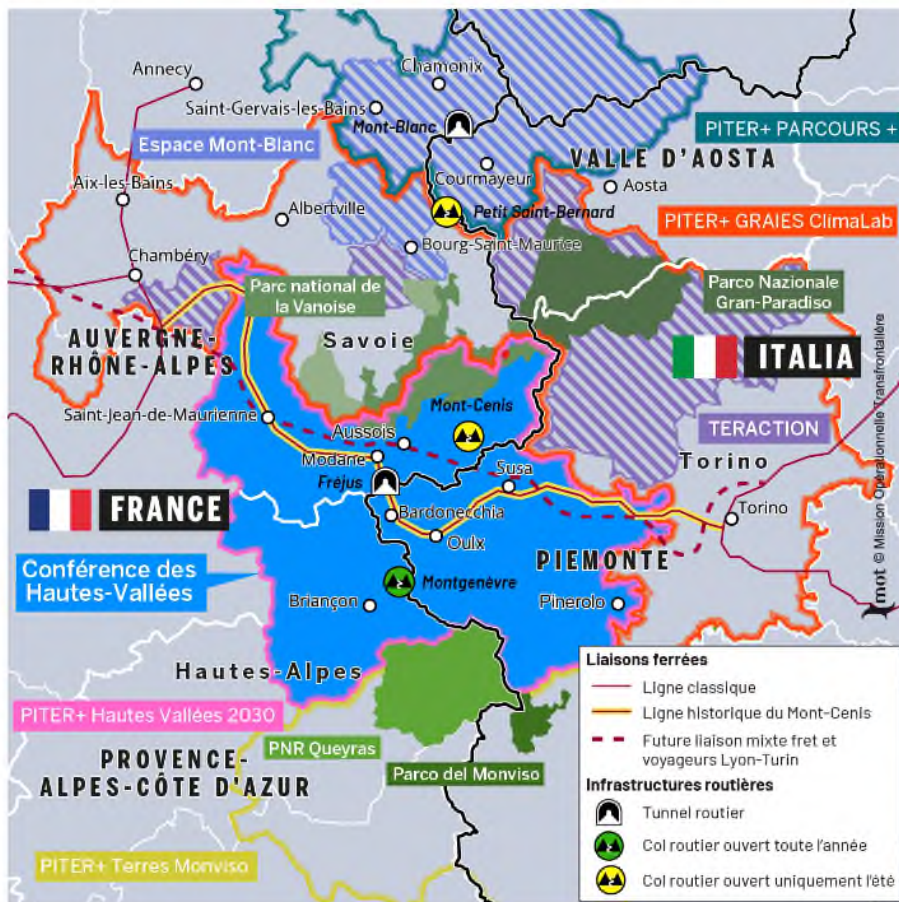 Annecy
Chamonix
Saint-Gervais-les-Bains
Mont-Blanc
PITER+ PARCOURS +
Espace Mont-Blanc
VALLE D'AOSTA
Courmayeur
Aix-les-Bains
Aosta
Albertville
Petit Saint-Bernard
PITER+ GRAIES ClimaLab
Bourg-Saint-Maurice
Chambéry
Parc national de
la Vanoise
Parco Nazionale
Gran-Paradiso
AUVERGNE-
RHÔNE-ALPES
Savoie
ITALIA
Mont-Cenis
Saint-Jean-de-Maurienne
Aussois
TERACTION
Modane
Torino
Susa
Fréjus
FRANCE
Bardonecchia
Torino
Oulx
PIEMONTE
Conférence des
Hautes-Vallées
Montgenèvre
Briançon
Pinerolo
Hautes-Alpes
PITER+ Hautes Vallées 2030
PNR Queyras
PROVENCE-
ALPES-CÔTE D'AZUR
Parco del Monviso
PITER+ Terres Monviso
mot © Mission Opérationnelle Transfrontalière
Liaisons ferrées
Ligne classique
Ligne historique du Mont-Cenis
Future liaison mixte fret et
voyageurs Lyon-Turin
Infrastructures routières
Tunnel routier
Col routier ouvert toute l'année
Col routier ouvert uniquement l'été